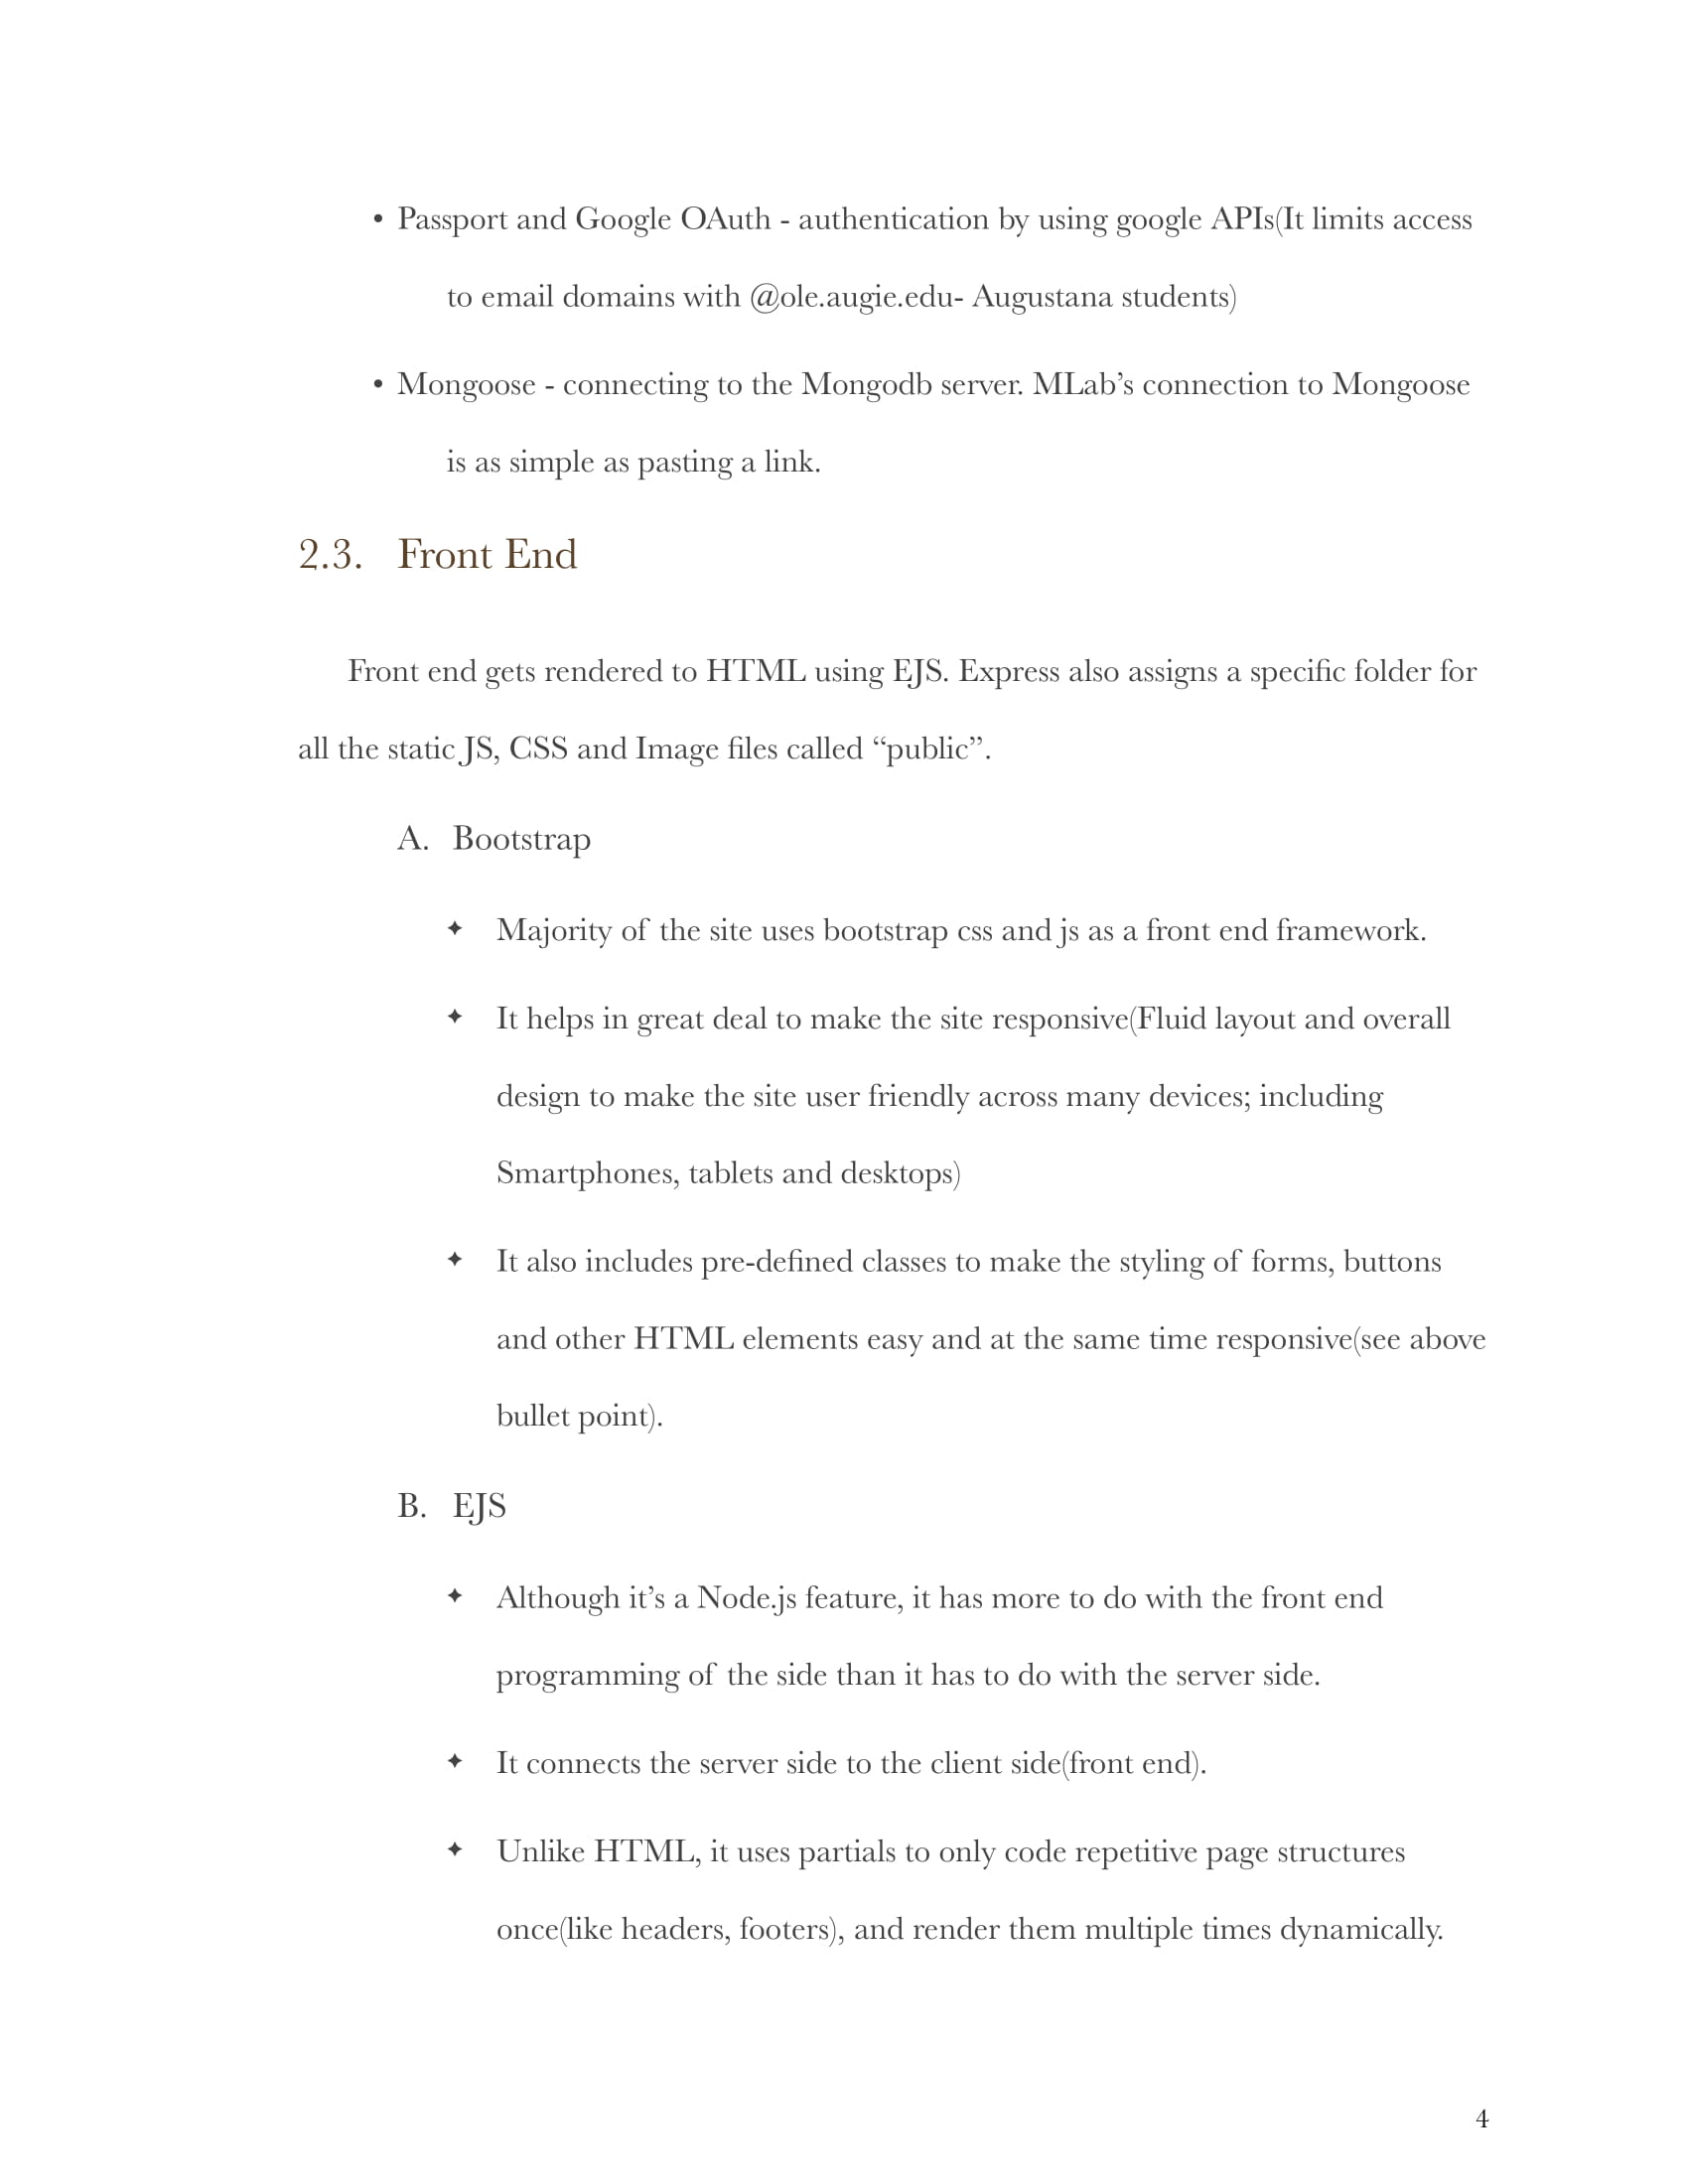 • Passport and Google OAuth - authentication by using google APIs(It limits access
to email domains with @ole.augie.edu- Augustana students)
• Mongoose - connecting to the Mongodb server. MLab’s connection to Mongoose
is as simple as pasting a link.
2.3. Front End
Front end gets rendered to HTML using EJS. Express also assigns a specific folder for
all the static JS, CSS and Image files called “public”.
A. Bootstrap
✦ Majority of the site uses bootstrap css and js as a front end framework.
✦ It helps in great deal to make the site responsive(Fluid layout and overall
design to make the site user friendly across many devices; including
Smartphones, tablets and desktops)
✦ It also includes pre-defined classes to make the styling of forms, buttons
and other HTML elements easy and at the same time responsive(see above
bullet point).
B. EJS
✦ Although it’s a Node.js feature, it has more to do with the front end
programming of the side than it has to do with the server side.
✦ It connects the server side to the client side(front end).
✦ Unlike HTML, it uses partials to only code repetitive page structures
once(like headers, footers), and render them multiple times dynamically.
4